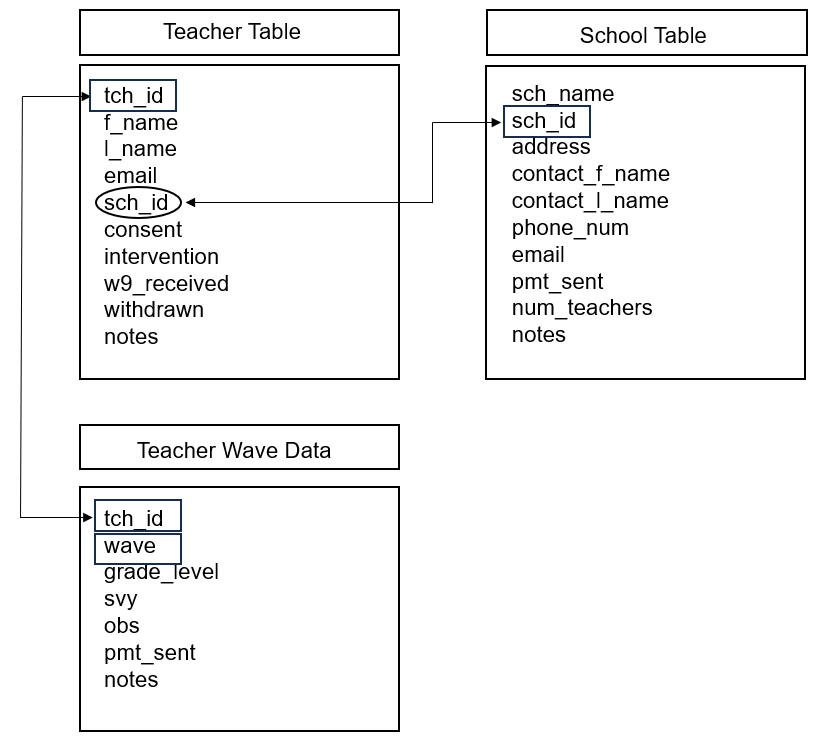 Teacher Table
tch_id
f_name
l_name
email
sch_id
consent
intervention
w9_received
withdrawn
notes
School Table
sch_name
sch_id
address
contact_f_name
contact_l_name
phone_num
email
pmt_sent
num_teachers
notes
Teacher Wave Data
tch_id
wave
grade_level
svy
obs
pmt_sent
notes